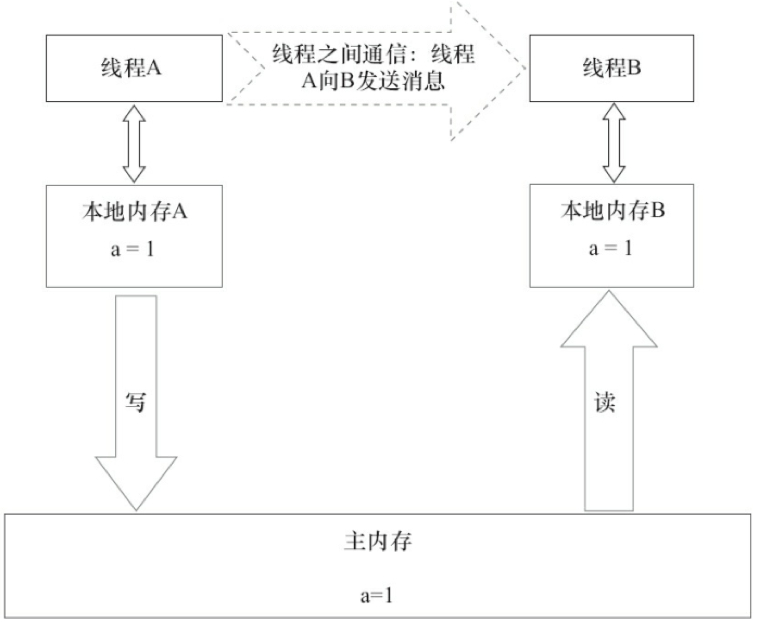 线程A
线程之间通信：线程
A向B发送消息
线程B
本地内存A
a = 1
本地内存B
a = 1
写
读
主内存
a=1